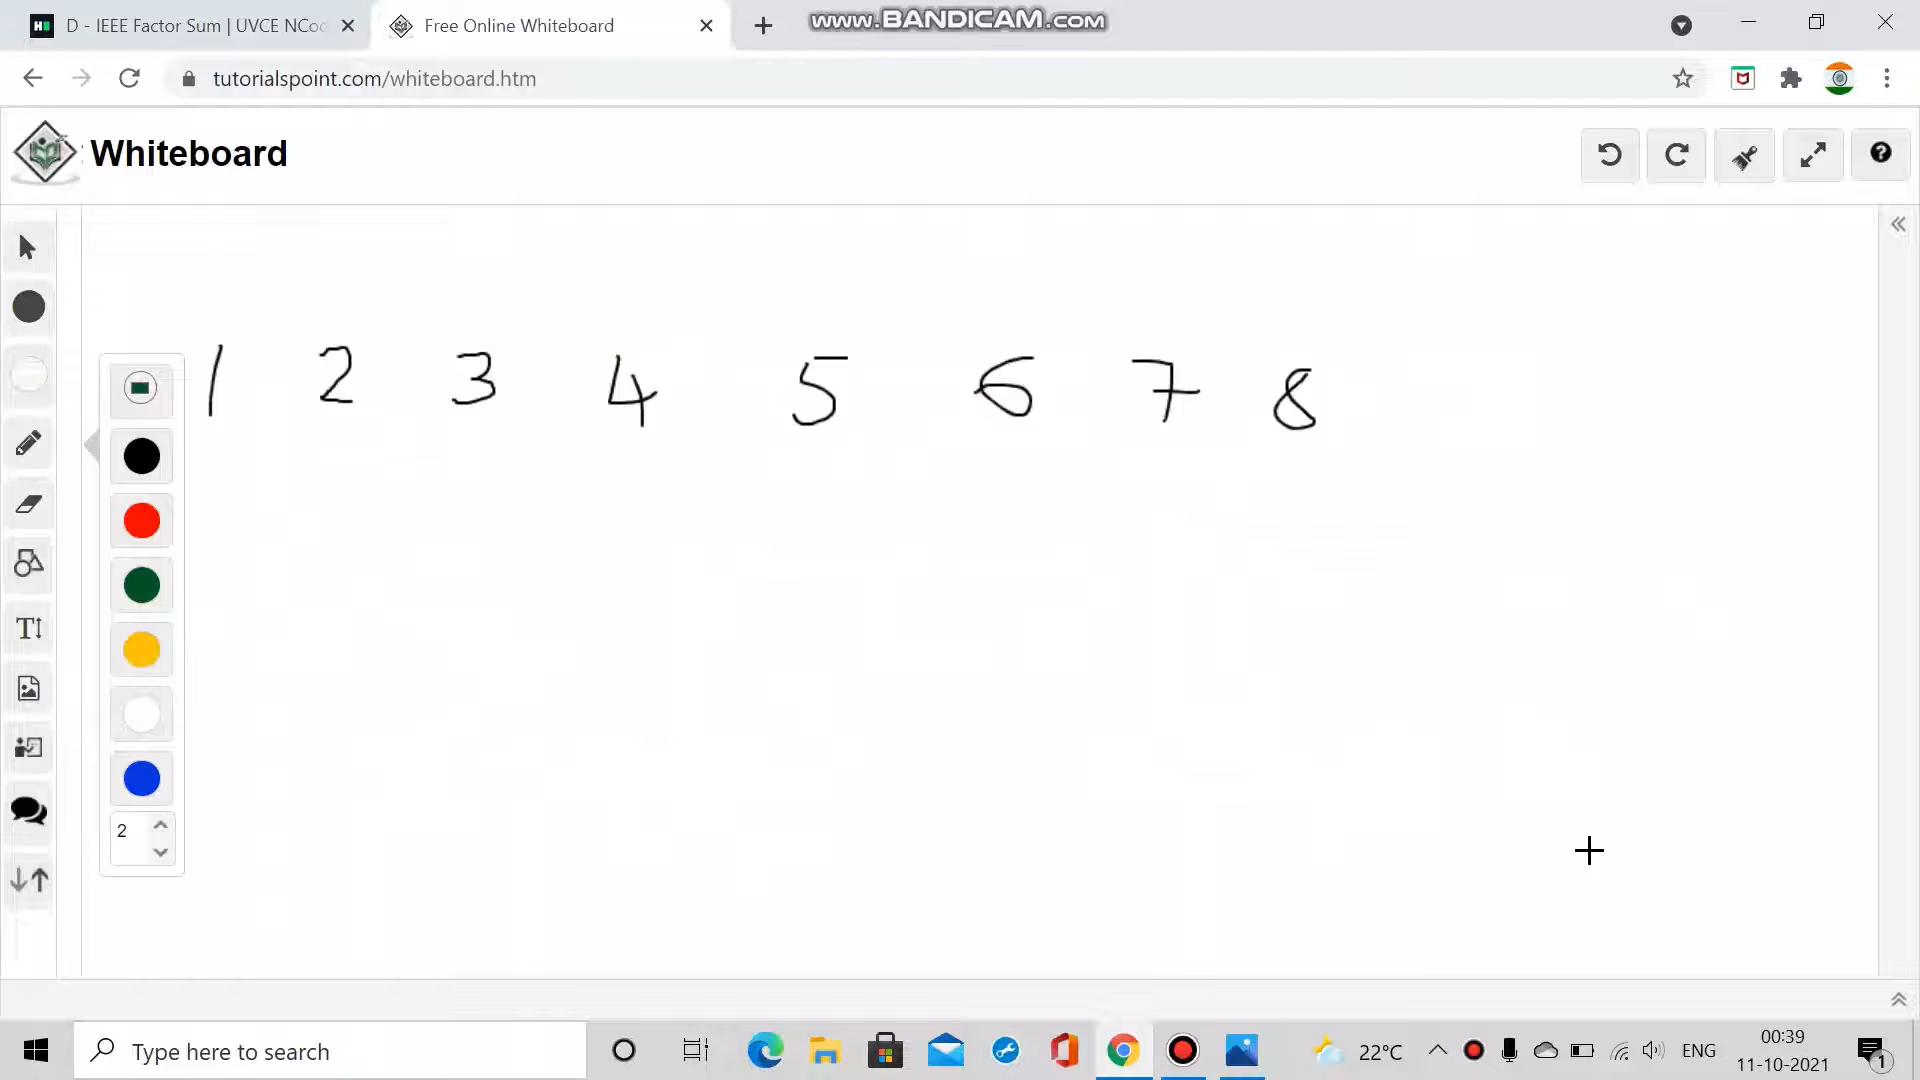 D - IEEE Factor Sum | UVCE NCo
Free Online Whiteboard
www.BANDICAM.com
tutorialspoint.com/whiteboard.htm
Whiteboard
1 2 3 4 5 6 7 8
2
Type here to search
22°C
ENG
00:39
11-10-2021
1